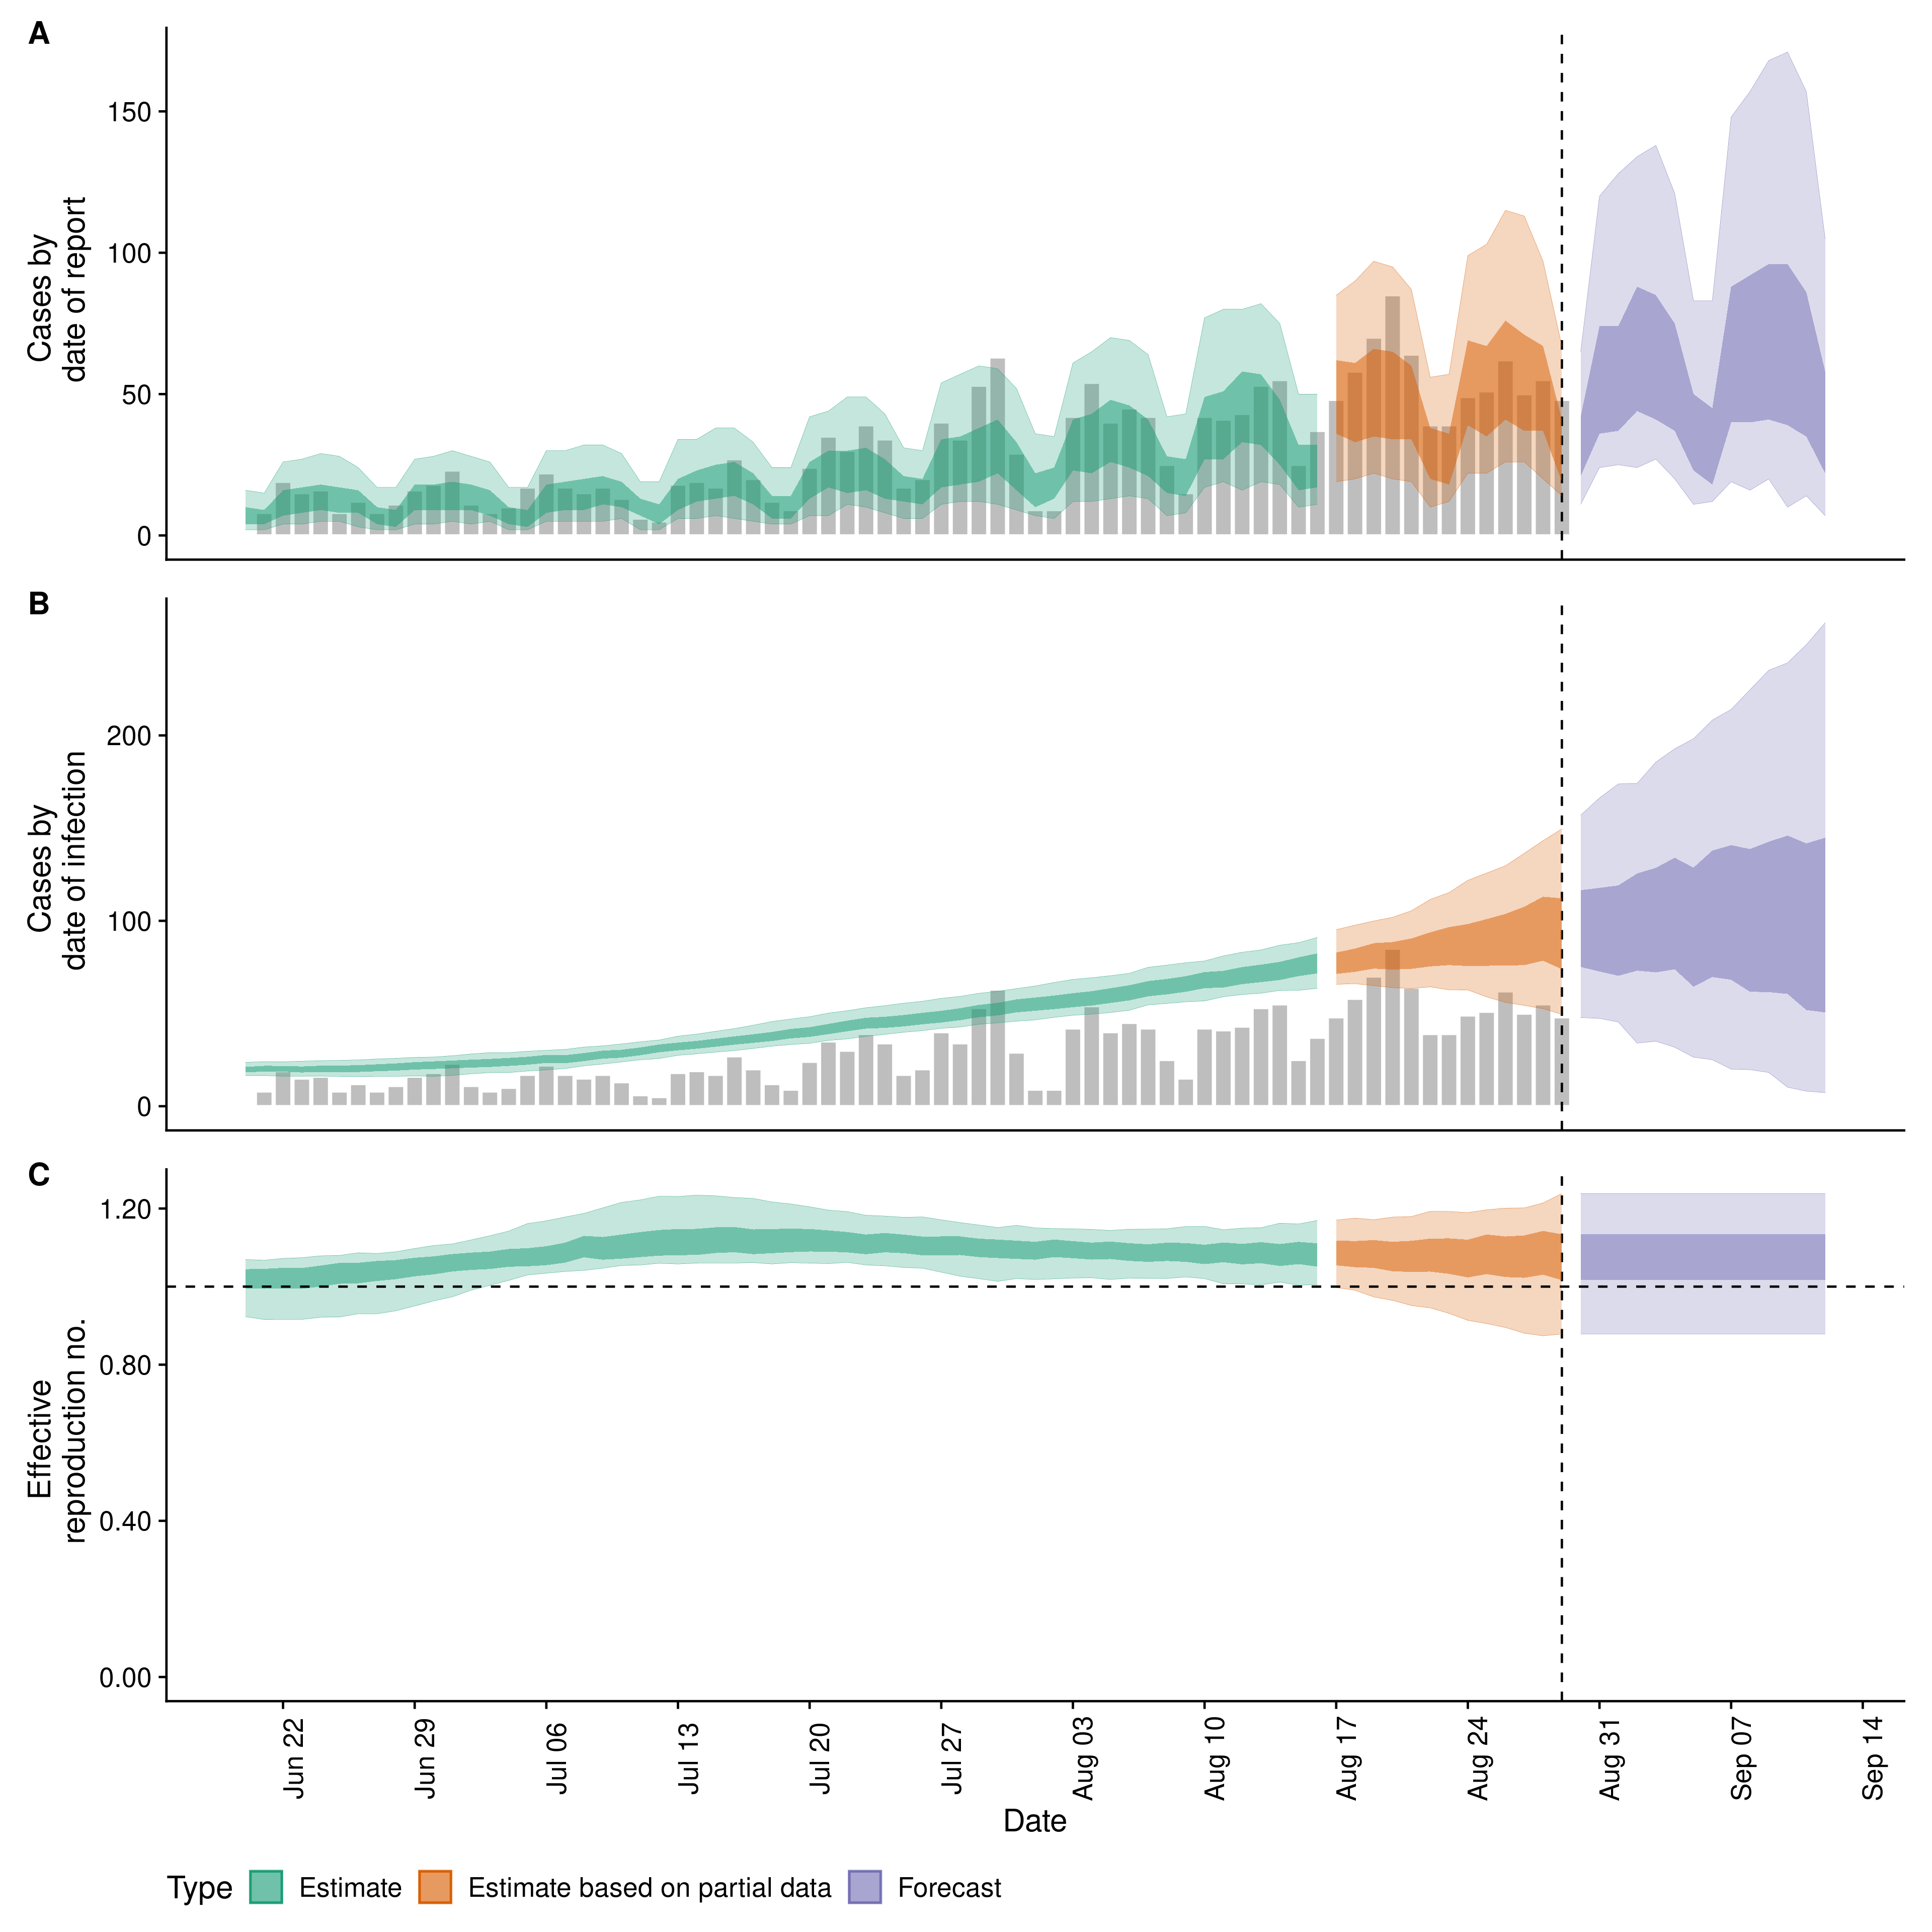 A
Cases by
date of report
150
100
50
0
B
Cases by
date of infection
200
100
0
C
Effective
reproduction no.
1.20
0.80
0.40
0.00
Jun 22
Jun 29
Jul 06
Jul 13
Jul 20
Jul 27
Aug 03
Aug 10
Aug 17
Aug 24
Aug 31
Sep 07
Sep 14
Date
Type Estimate Estimate based on partial data Forecast